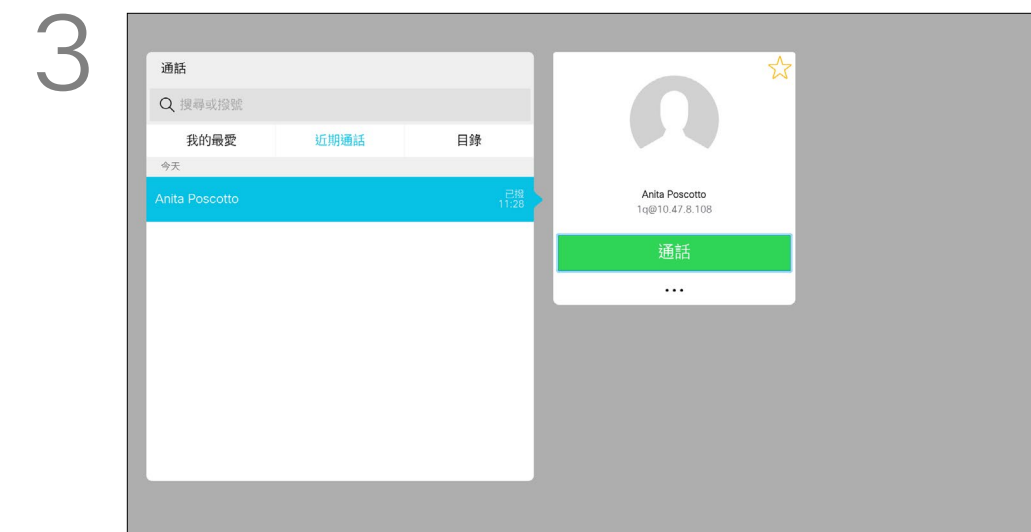 3
通話
搜尋或撥號
我的最愛 近期通話 目錄
今天
Anita Poscotto 已撥
11:28
Anita Poscotto
1q@10.47.8.108
通話
...